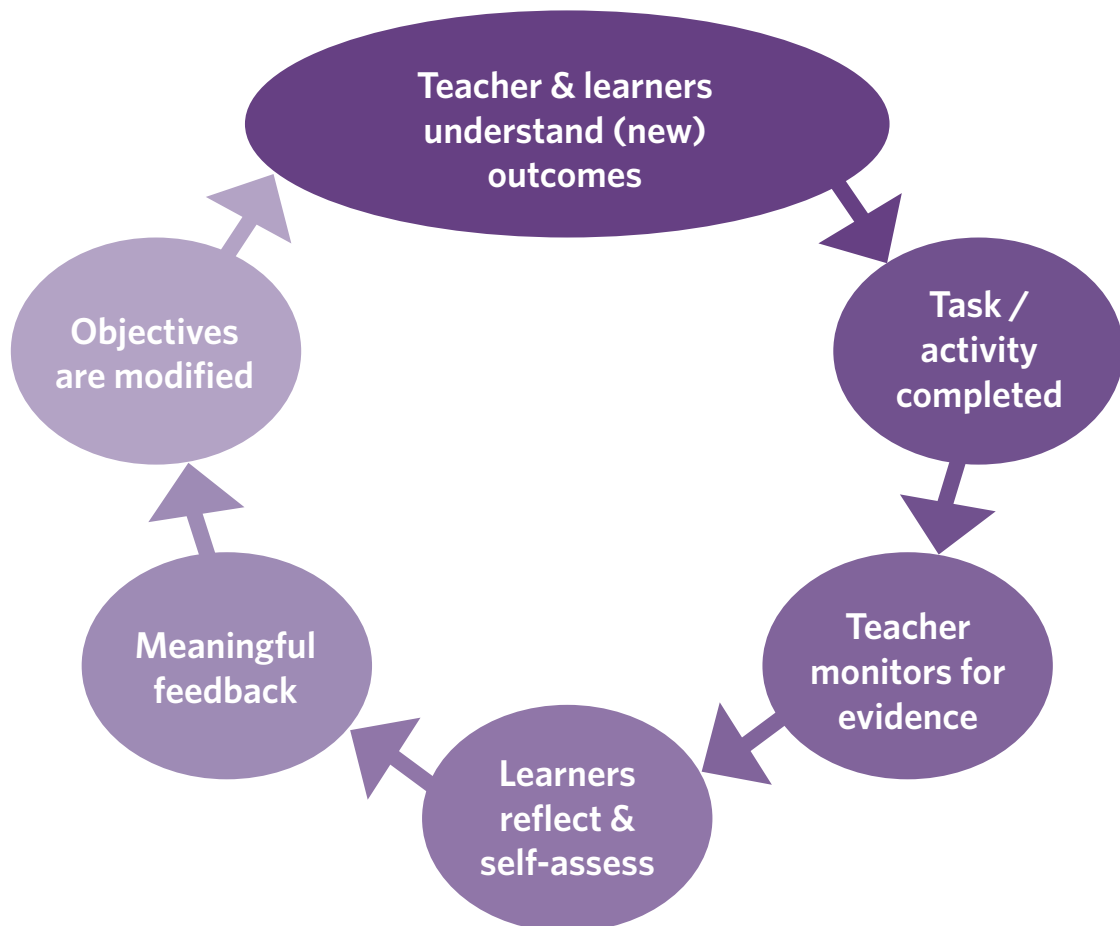 Teacher & learners
understand (new)
outcomes
Task /
activity
completed
Teacher
monitors for
evidence
Learners
reflect &
self-assess
Meaningful
feedback
Objectives
are modified